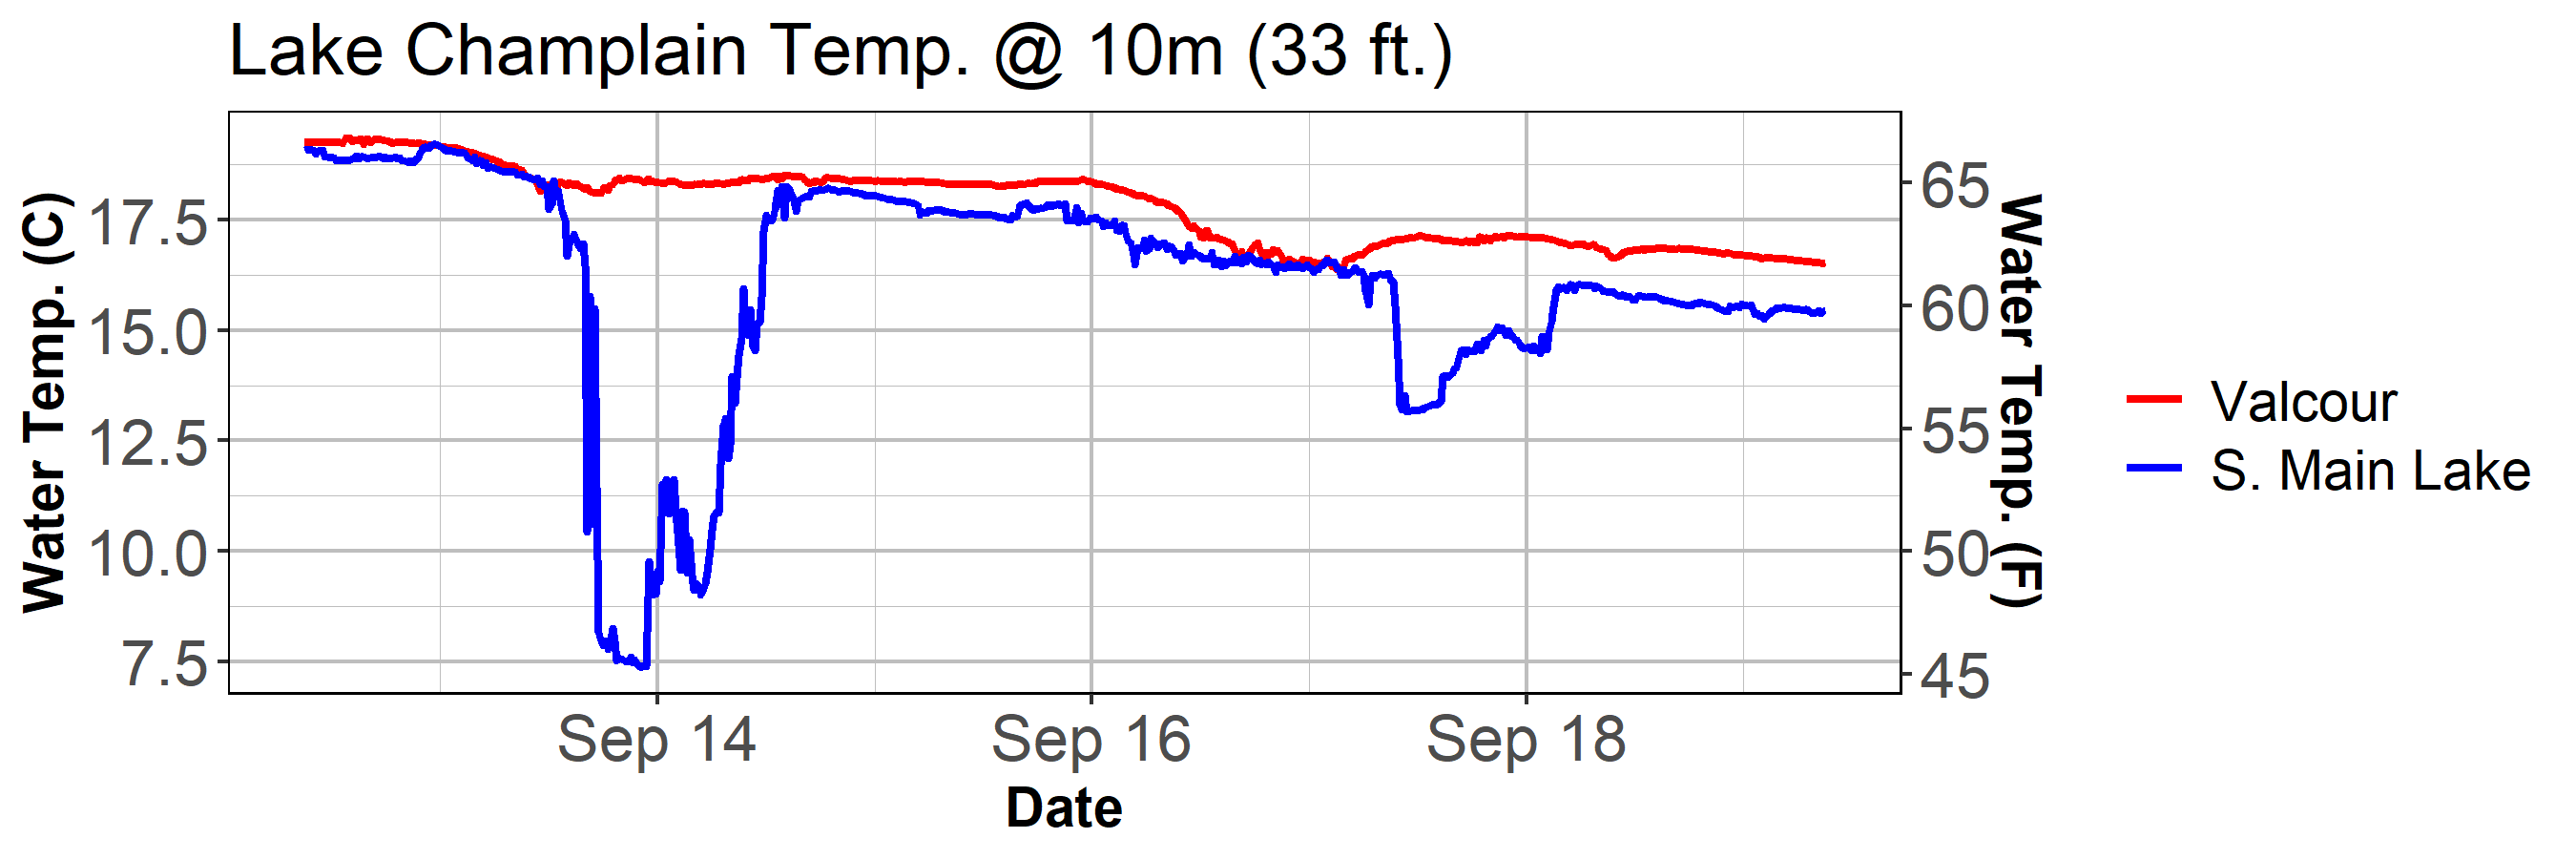 Lake Champlain Temp. @ 10m (33 ft.)
Water Temp. (C)
17.5
15.0
12.5
10.0
7.5
65
60
55
50
45
Water Temp. (F)
Sep 14
Sep 16
Sep 18
Date
Valcour
S. Main Lake